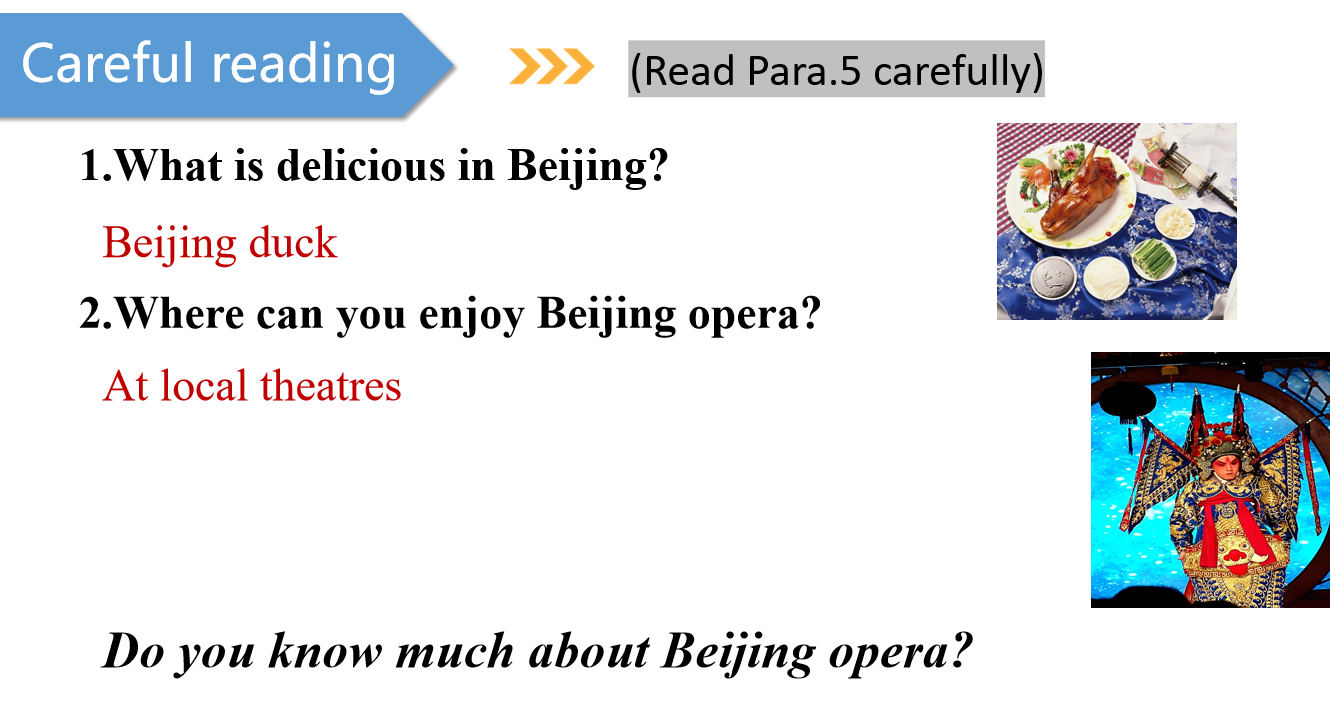 Careful reading
(Read Para.5 carefully)
1.What is delicious in Beijing?
Beijing duck
2.Where can you enjoy Beijing opera?
At local theatres
Do you know much about Beijing opera?